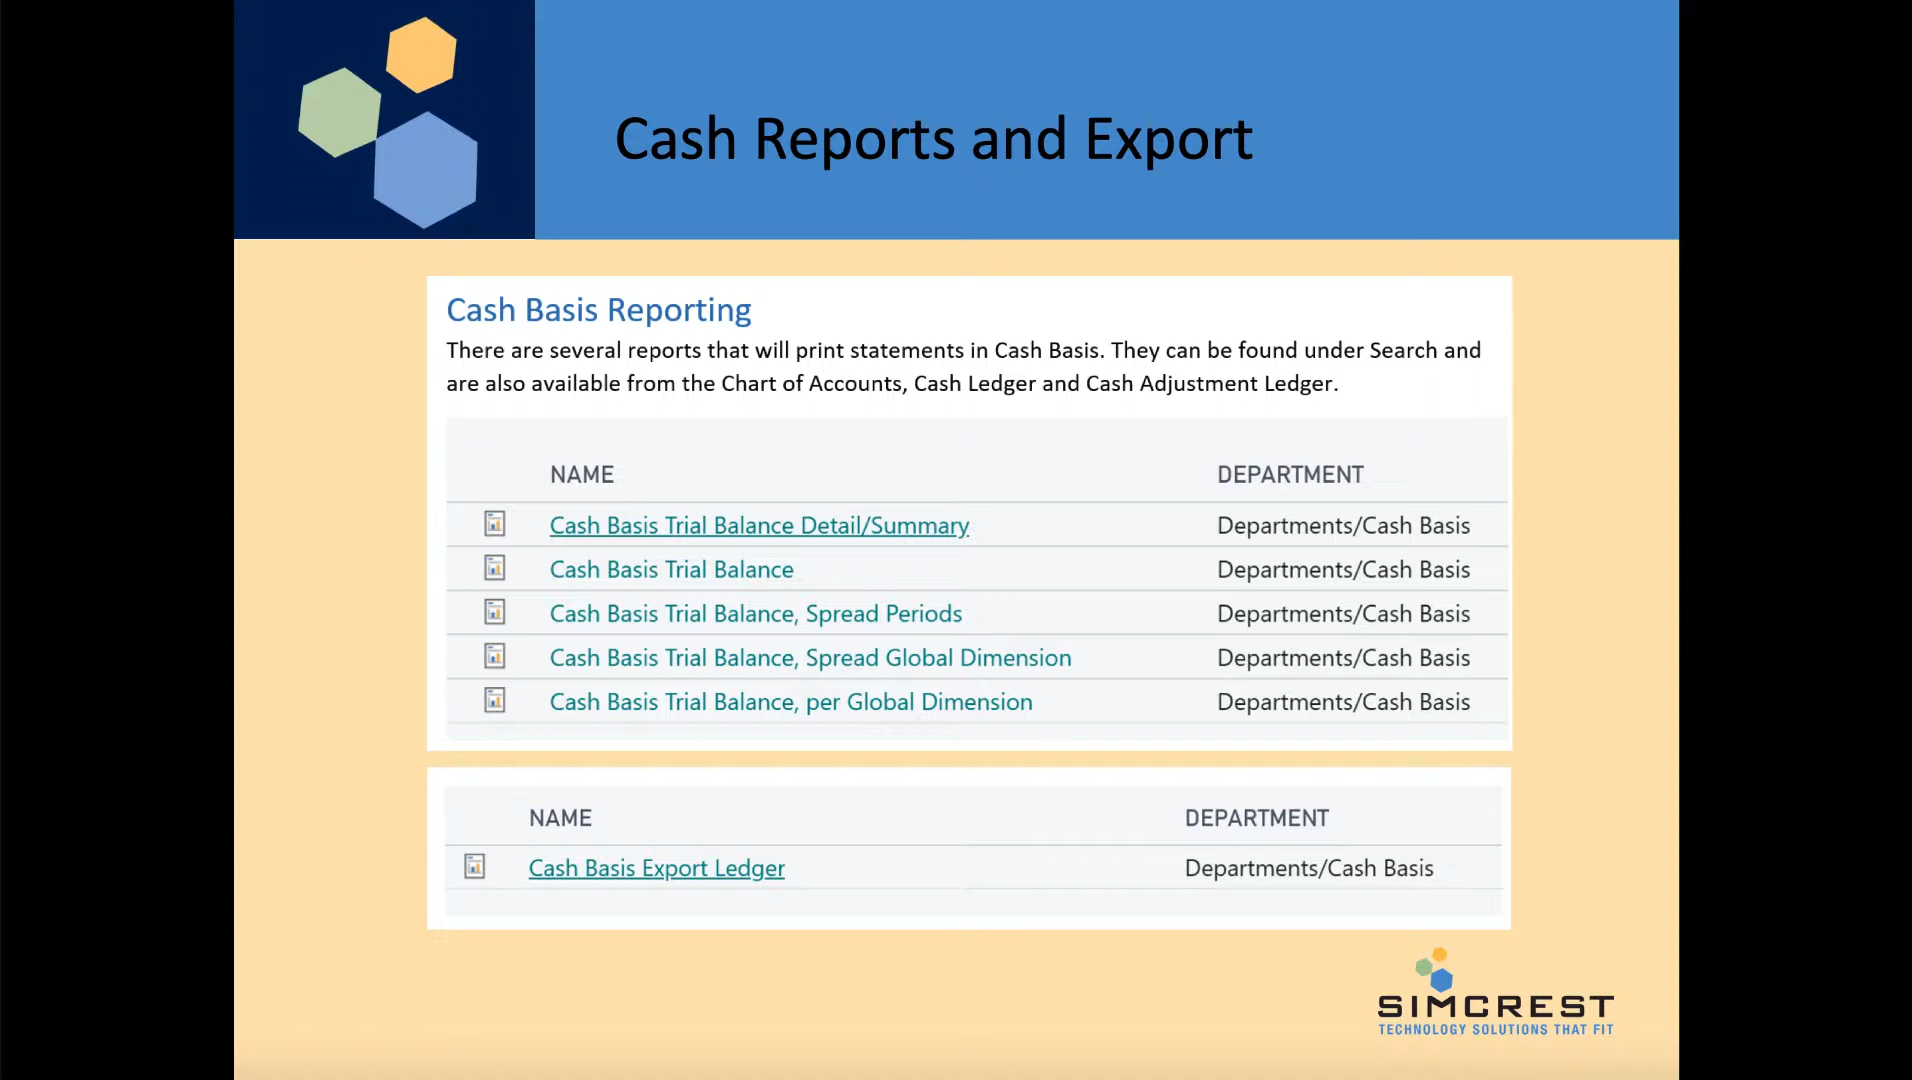 Cash Reports and Export
Cash Basis Reporting
There are several reports that will print statements in Cash Basis. They can be found under Search and
are also available from the Chart of Accounts, Cash Ledger and Cash Adjustment Ledger.
NAME DEPARTMENT
Cash Basis Trial Balance Detail/Summary Departments/Cash Basis
Cash Basis Trial Balance Departments/Cash Basis
Cash Basis Trial Balance, Spread Periods Departments/Cash Basis
Cash Basis Trial Balance, Spread Global Dimension Departments/Cash Basis
Cash Basis Trial Balance, per Global Dimension Departments/Cash Basis
NAME DEPARTMENT
Cash Basis Export Ledger Departments/Cash Basis
SIMCREST
TECHNOLOGY SOLUTIONS THAT FIT